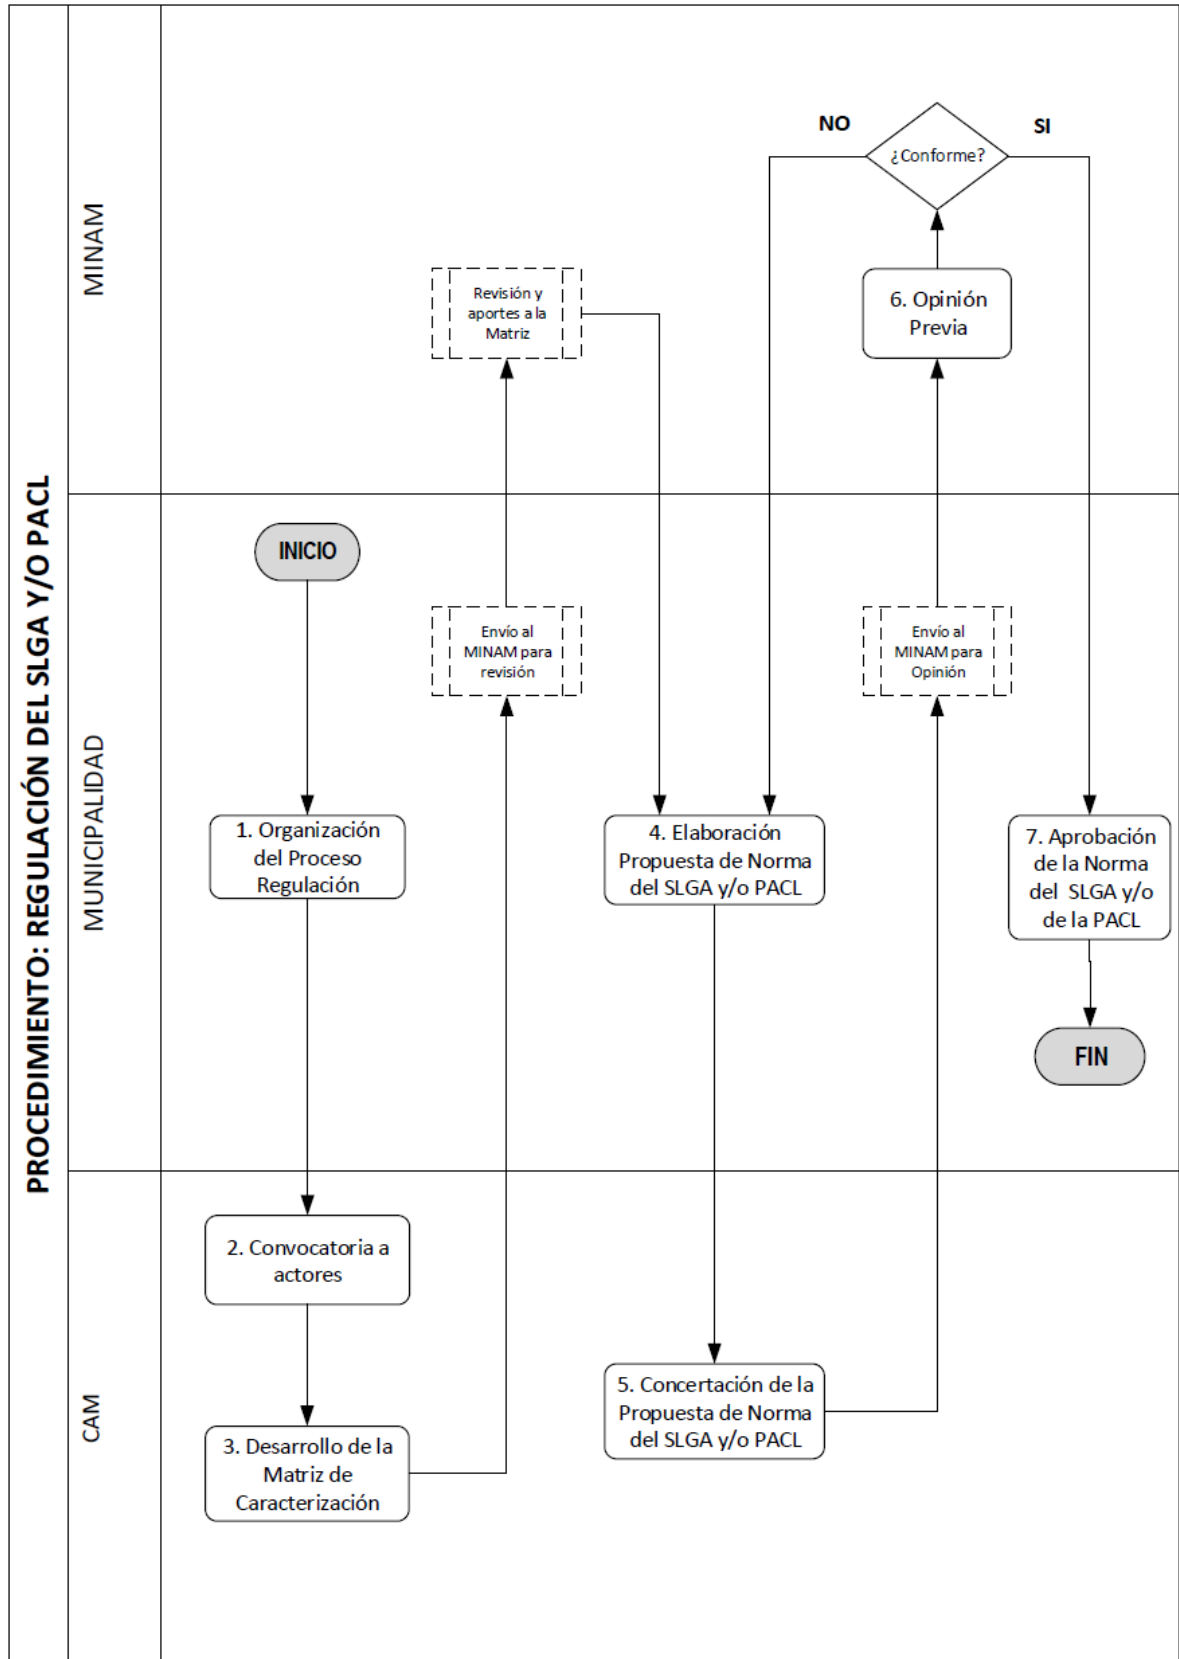 PROCEDIMIENTO: REGULACIÓN DEL SLGA Y/O PACL
MINAM
NO
SI
¿Conforme?
Revisión y
aportes a la
Matriz
6. Opinión
Previa
MUNICIPALIDAD
INICIO
Envío al
MINAM para
revisión
Envío al
MINAM para
Opinión
1. Organización
del Proceso
Regulación
4. Elaboración
Propuesta de Norma
del SLGA y/o PACL
7. Aprobación
de la Norma
del SLGA y/o
de la PACL
FIN
CAM
2. Convocatoria a
actores
3. Desarrollo de la
Matriz de
Caracterización
5. Concertación de la
Propuesta de Norma
del SLGA y/o PACL